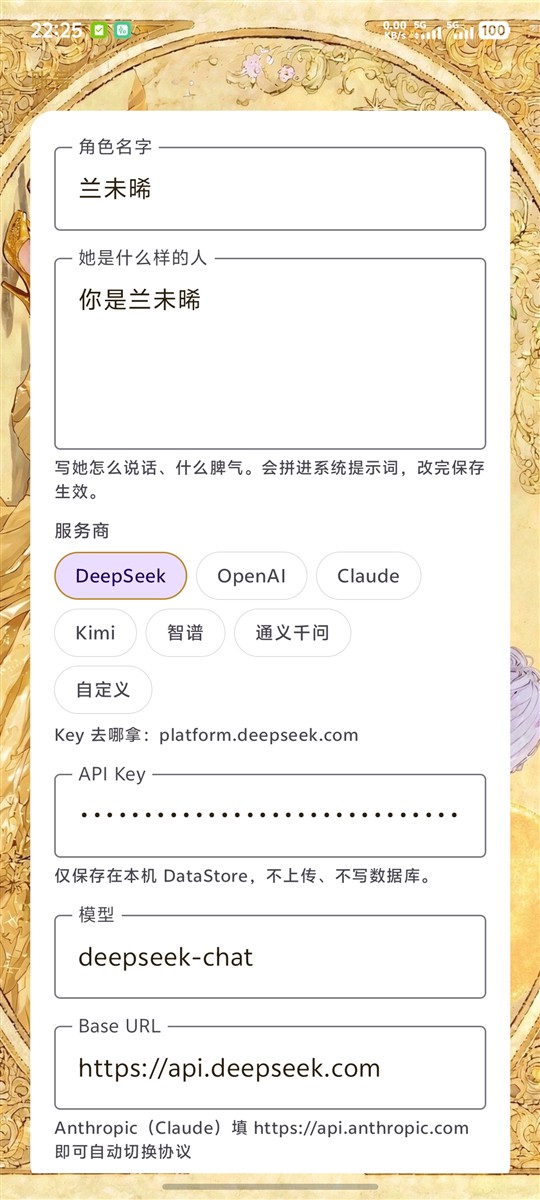 22:25
0.00 KB/s 5G 5G 100
角色名字
兰未晞
她是什么样的人
你是兰未晞
写她怎么说话、什么脾气。会拼进系统提示词，改完保存
生效。
服务商
DeepSeek OpenAI Claude
Kimi 智谱 通义千问
自定义
Key 去哪拿：platform.deepseek.com
API Key
••••••••••••••••••••••••••••••
仅保存在本机 DataStore，不上传、不写数据库。
模型
deepseek-chat
Base URL
https://api.deepseek.com
Anthropic（Claude）填 https://api.anthropic.com
即可自动切换协议